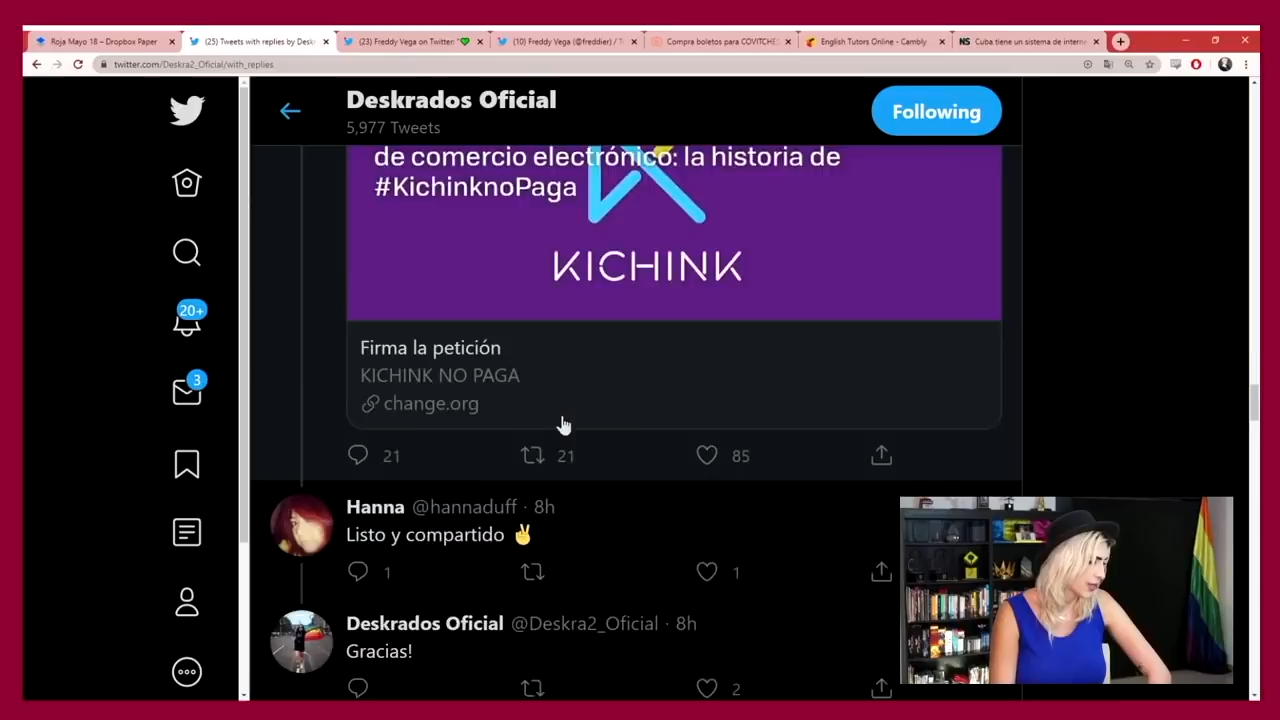 Roja Mayo 18 – Dropbox Paper
(25) Tweets with replies by Deskr
(23) Freddy Vega on Twitter: "💚
(10) Freddy Vega (@freddier) / T
Compra boletos para COVITCHE
English Tutors Online - Cambly
NS Cuba tiene un sistema de intern
twitter.com/Deskra2_Oficial/with_replies
Deskrados Oficial
5,977 Tweets
Following
de comercio electrónico: la historia de
#KichinknoPaga
KICHINK
Firma la petición
KICHINK NO PAGA
change.org
21
21
85
20+
3
Hanna @hannaduff · 8h
Listo y compartido ✌
1
1
Deskrados Oficial @Deskra2_Oficial · 8h
Gracias!
2